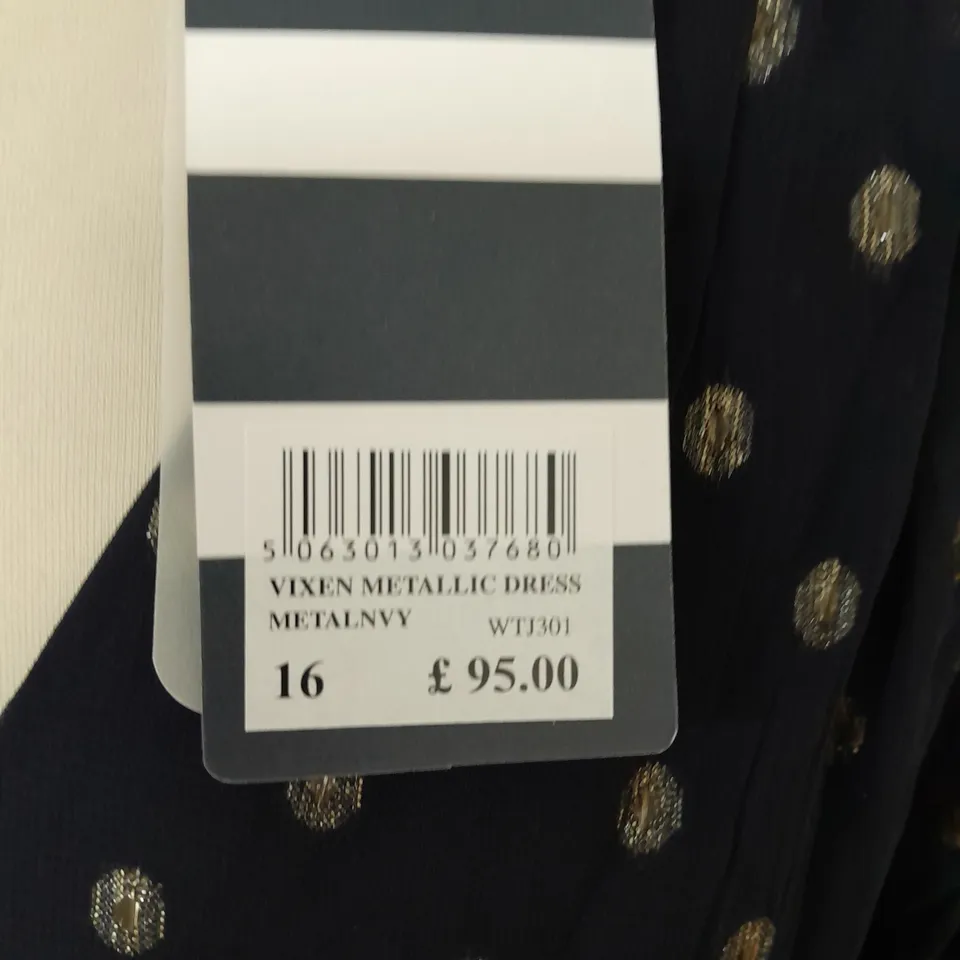 5 063013 037680
VIXEN METALLIC DRESS
METALNVY WTJ301
16 £ 95.00